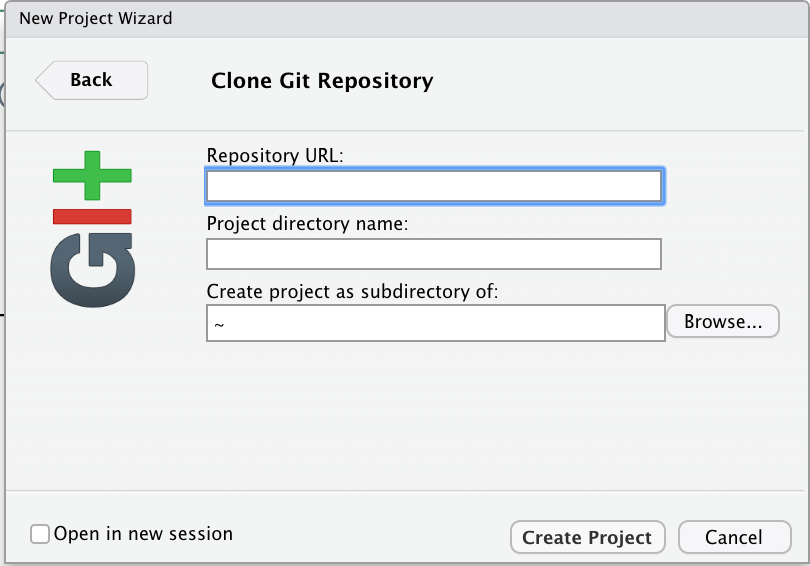 New Project Wizard
Back
Clone Git Repository
GIt
Repository URL:
Project directory name:
Create project as subdirectory of:
~
Browse...
Open in new session
Create Project
Cancel